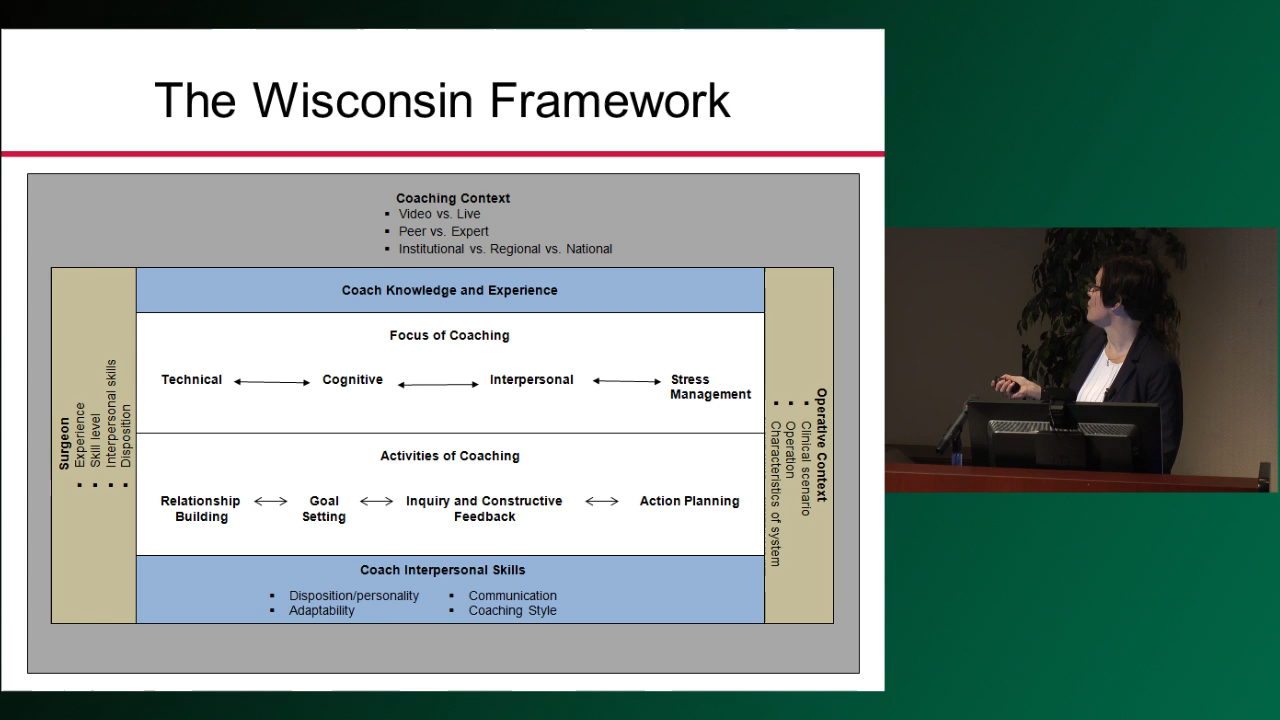 The Wisconsin Framework
Coaching Context
▪ Video vs. Live
▪ Peer vs. Expert
▪ Institutional vs. Regional vs. National
Coach Knowledge and Experience
Surgeon
▪ Experience
▪ Skill level
▪ Interpersonal skills
▪ Disposition
Focus of Coaching
Technical
Cognitive
Interpersonal
Stress
Management
Activities of Coaching
Relationship
Building
Goal
Setting
Inquiry and Constructive
Feedback
Action Planning
Operative Context
▪ Clinical scenario
▪ Operation
▪ Characteristics of system
Coach Interpersonal Skills
▪ Disposition/personality
▪ Adaptability
▪ Communication
▪ Coaching Style